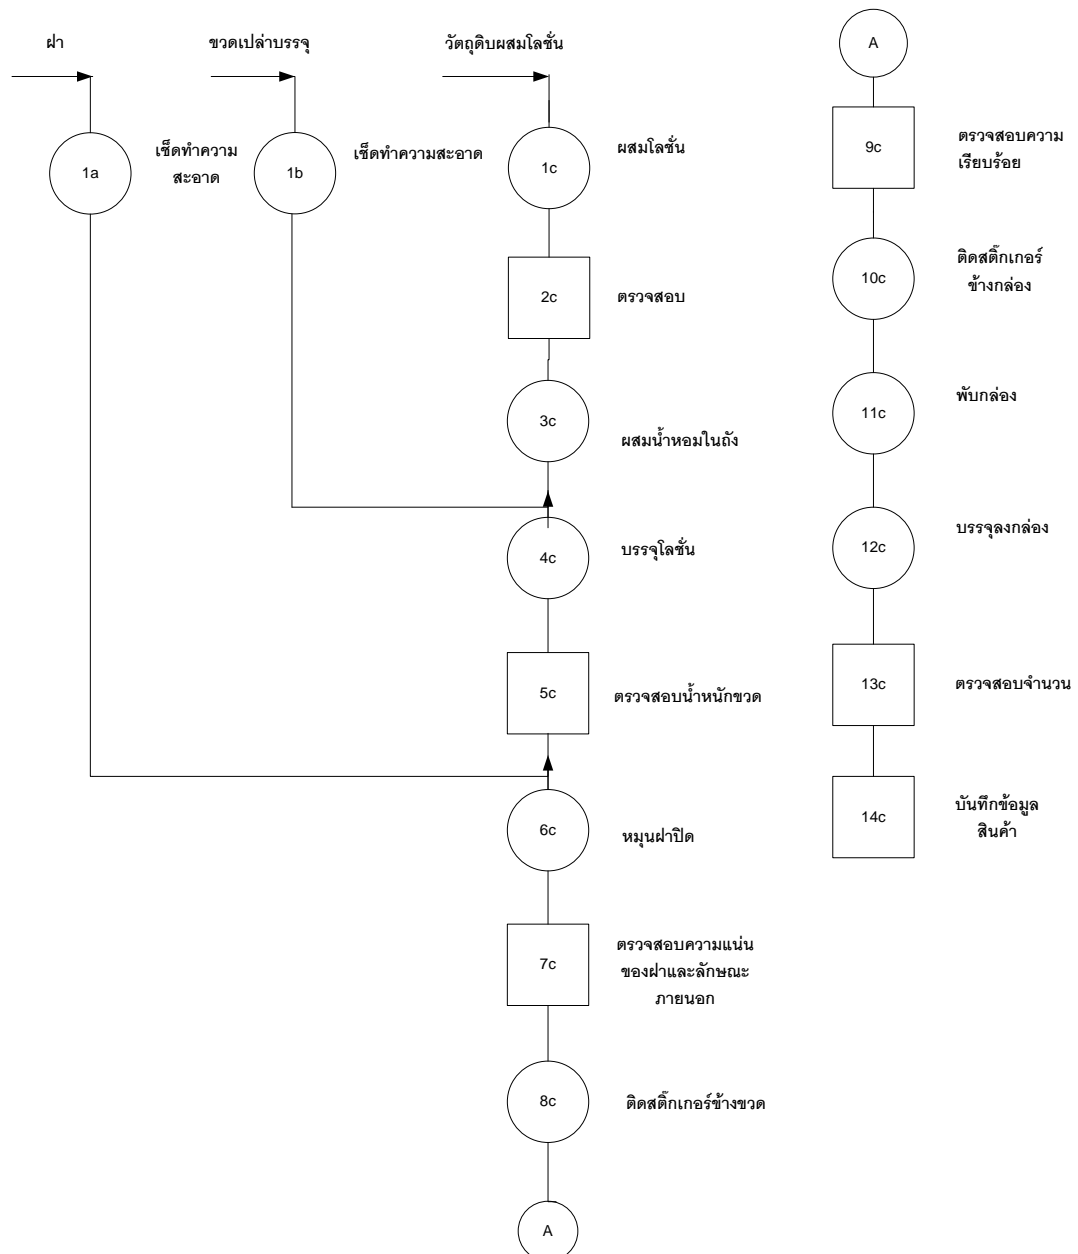 ฝา
ขวดเปล่าบรรจุ
วัตถุดิบผสมโลชั่น
1a
เช็ดทำความ
สะอาด
1b
เช็ดทำความสะอาด
1c
ผสมโลชั่น
2c
ตรวจสอบ
3c
ผสมน้ำหอมในถัง
4c
บรรจุโลชั่น
5c
ตรวจสอบน้ำหนักขวด
6c
หมุนฝาปิด
7c
ตรวจสอบความแน่น
ของฝาและลักษณะ
ภายนอก
8c
ติดสติ๊กเกอร์ข้างขวด
A
A
9c
ตรวจสอบความ
เรียบร้อย
10c
ติดสติ๊กเกอร์
ข้างกล่อง
11c
พับกล่อง
12c
บรรจุลงกล่อง
13c
ตรวจสอบจำนวน
14c
บันทึกข้อมูล
สินค้า